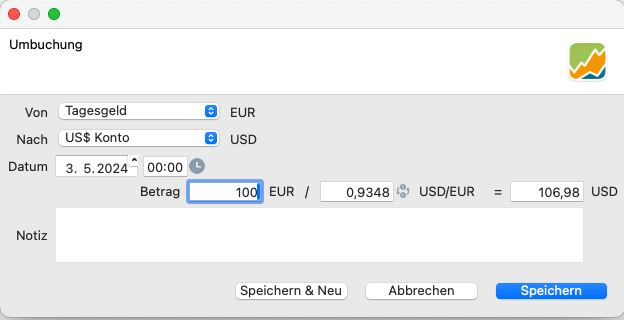 Umbuchung
Von Tagesgeld EUR
Nach US$ Konto USD
Datum 3. 5.2024 00:00
Betrag 100 EUR / 0,9348 USD/EUR = 106,98 USD
Notiz
Speichern & Neu Abbrechen Speichern